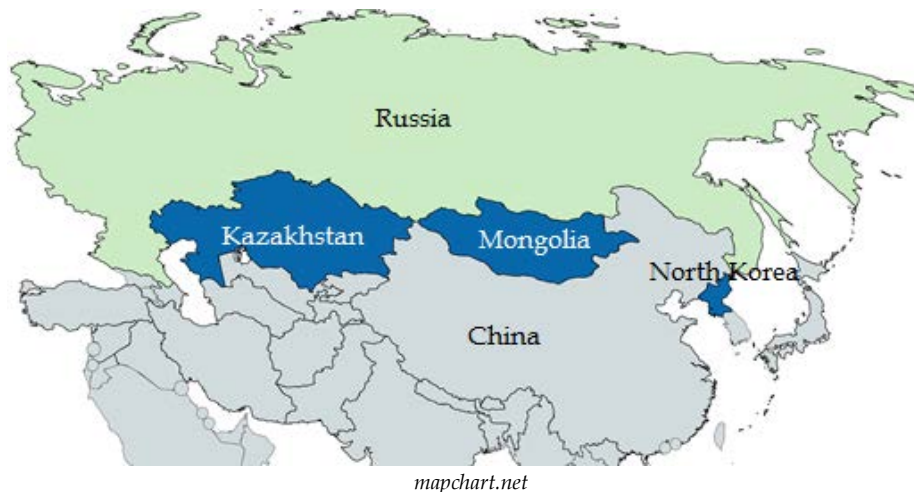 Russia
Kazakhstan
Mongolia
North Korea
China
mapchart.net